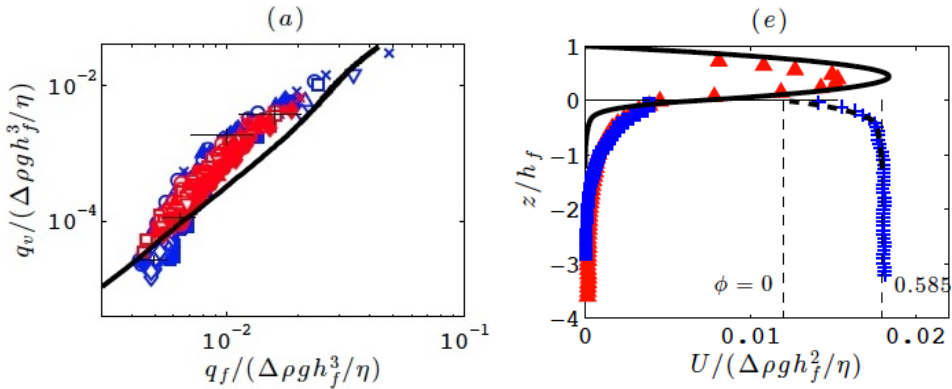 (a)
q_v/(Δρgh_f^3/η)
10^-2
10^-4
10^-2
10^-1
q_f/(Δρgh_f^3/η)
(e)
z/h_f
1
0
-1
-2
-3
-4
ϕ = 0
0.585
0
0.01
0.02
U/(Δρgh_f^2/η)